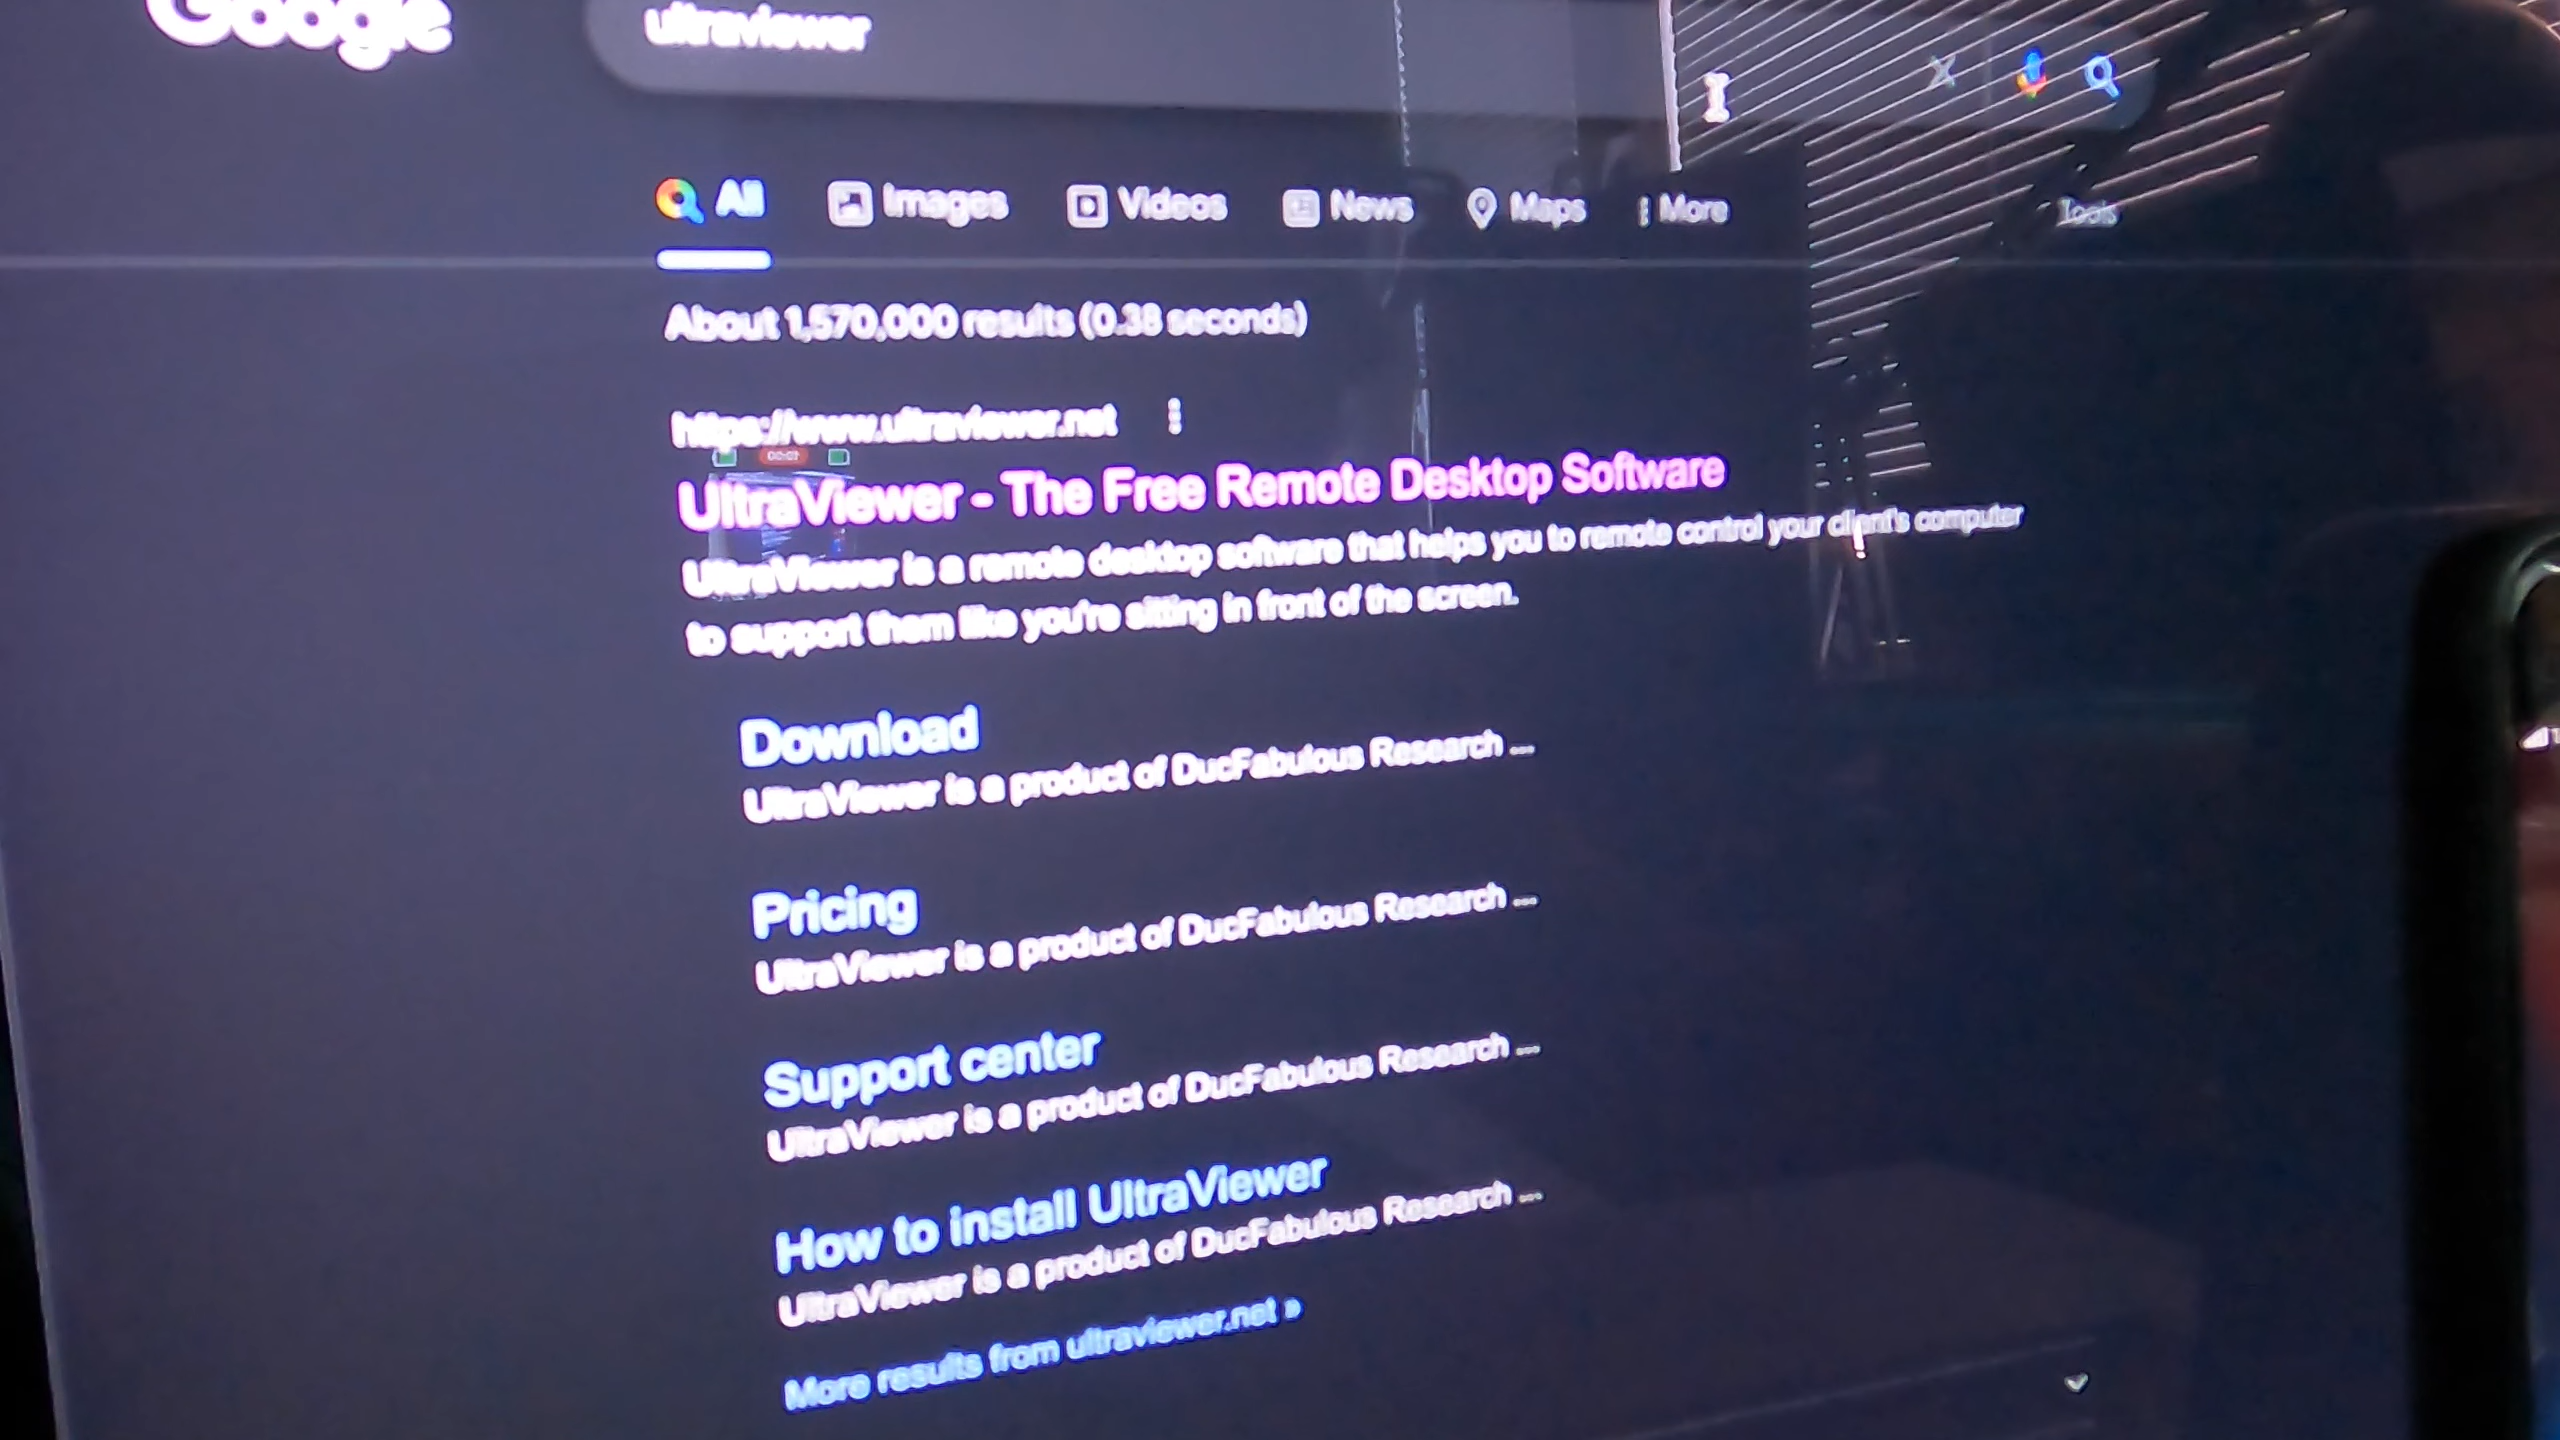 Google
ultraviewer
All
Images
Videos
News
Maps
More
Tools
About 1,570,000 results (0.38 seconds)
https://www.ultraviewer.net
00:01
UltraViewer - The Free Remote Desktop Software
UltraViewer is a remote desktop software that helps you to remote control your client's computer
to support them like you're sitting in front of the screen.
Download
UltraViewer is a product of DucFabulous Research ...
Pricing
UltraViewer is a product of DucFabulous Research ...
Support center
UltraViewer is a product of DucFabulous Research ...
How to install UltraViewer
UltraViewer is a product of DucFabulous Research ...
More results from ultraviewer.net »